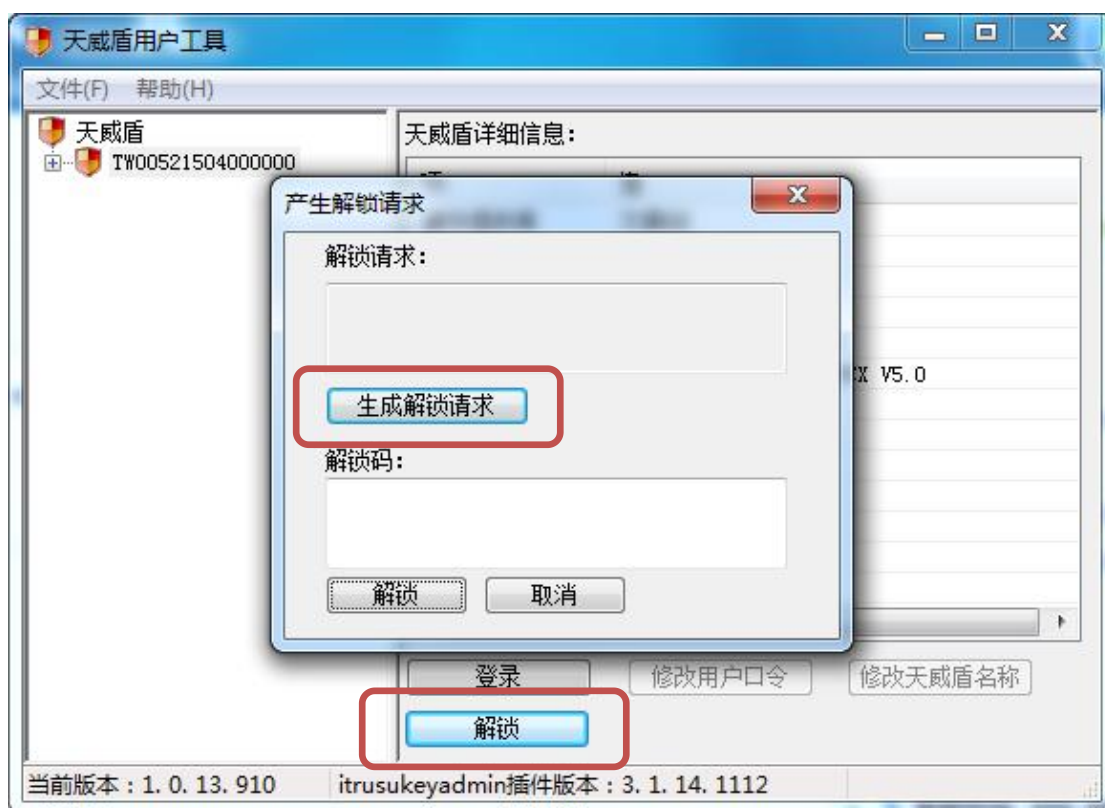 天威盾用户工具
文件(F) 帮助(H)
天威盾
TW00521504000000
天威盾详细信息：
产生解锁请求
解锁请求：
X V5.0
生成解锁请求
解锁码：
解锁 取消
登录 修改用户口令 修改天威盾名称
解锁
当前版本：1.0.13.910 itrusukeyadmin插件版本：3.1.14.1112